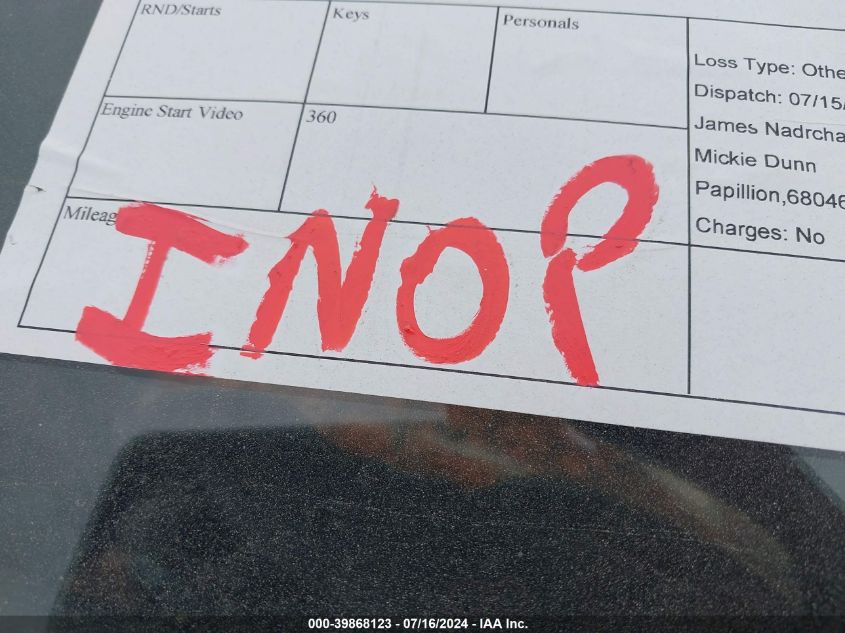 RND/Starts
Keys
Personals
Engine Start Video
360
Mileag
INOP
Loss Type: Othe
Dispatch: 07/15/
James Nadrcha
Mickie Dunn
Papillion,68046
Charges: No
000-39868123 - 07/16/2024 - IAA Inc.